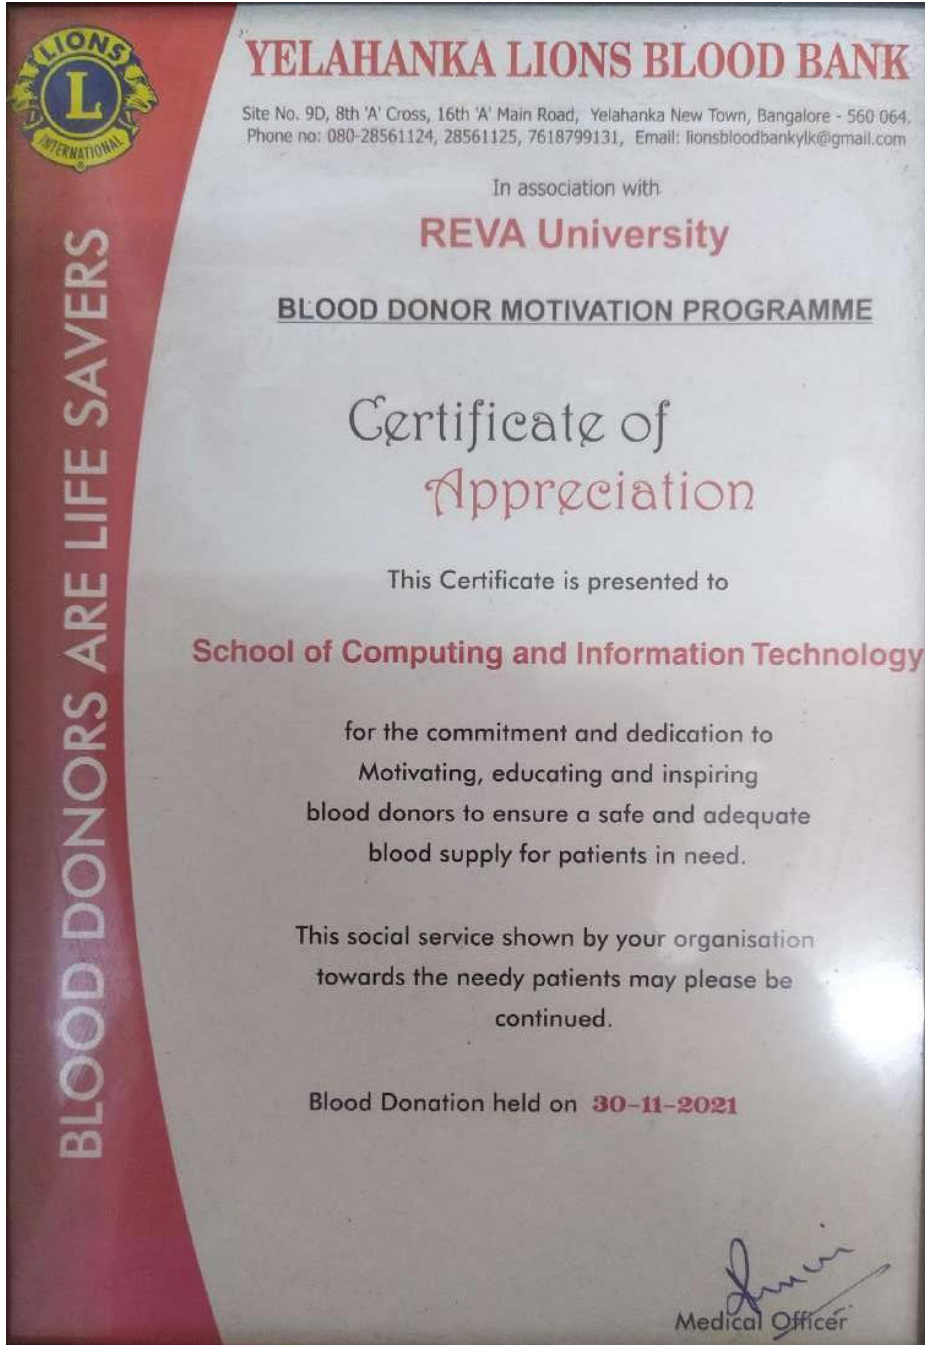 LIONS
L
INTERNATIONAL
YELAHANKA LIONS BLOOD BANK
Site No. 9D, 8th 'A' Cross, 16th 'A' Main Road, Yelahanka New Town, Bangalore - 560 064.
Phone no: 080-28561124, 28561125, 7618799131, Email: lionsbloodbankylk@gmail.com
In association with
REVA University
BLOOD DONOR MOTIVATION PROGRAMME
Certificate of
Appreciation
This Certificate is presented to
School of Computing and Information Technology
for the commitment and dedication to
Motivating, educating and inspiring
blood donors to ensure a safe and adequate
blood supply for patients in need.
This social service shown by your organisation
towards the needy patients may please be
continued.
Blood Donation held on 30-11-2021
Medical Officer
BLOOD DONORS ARE LIFE SAVERS